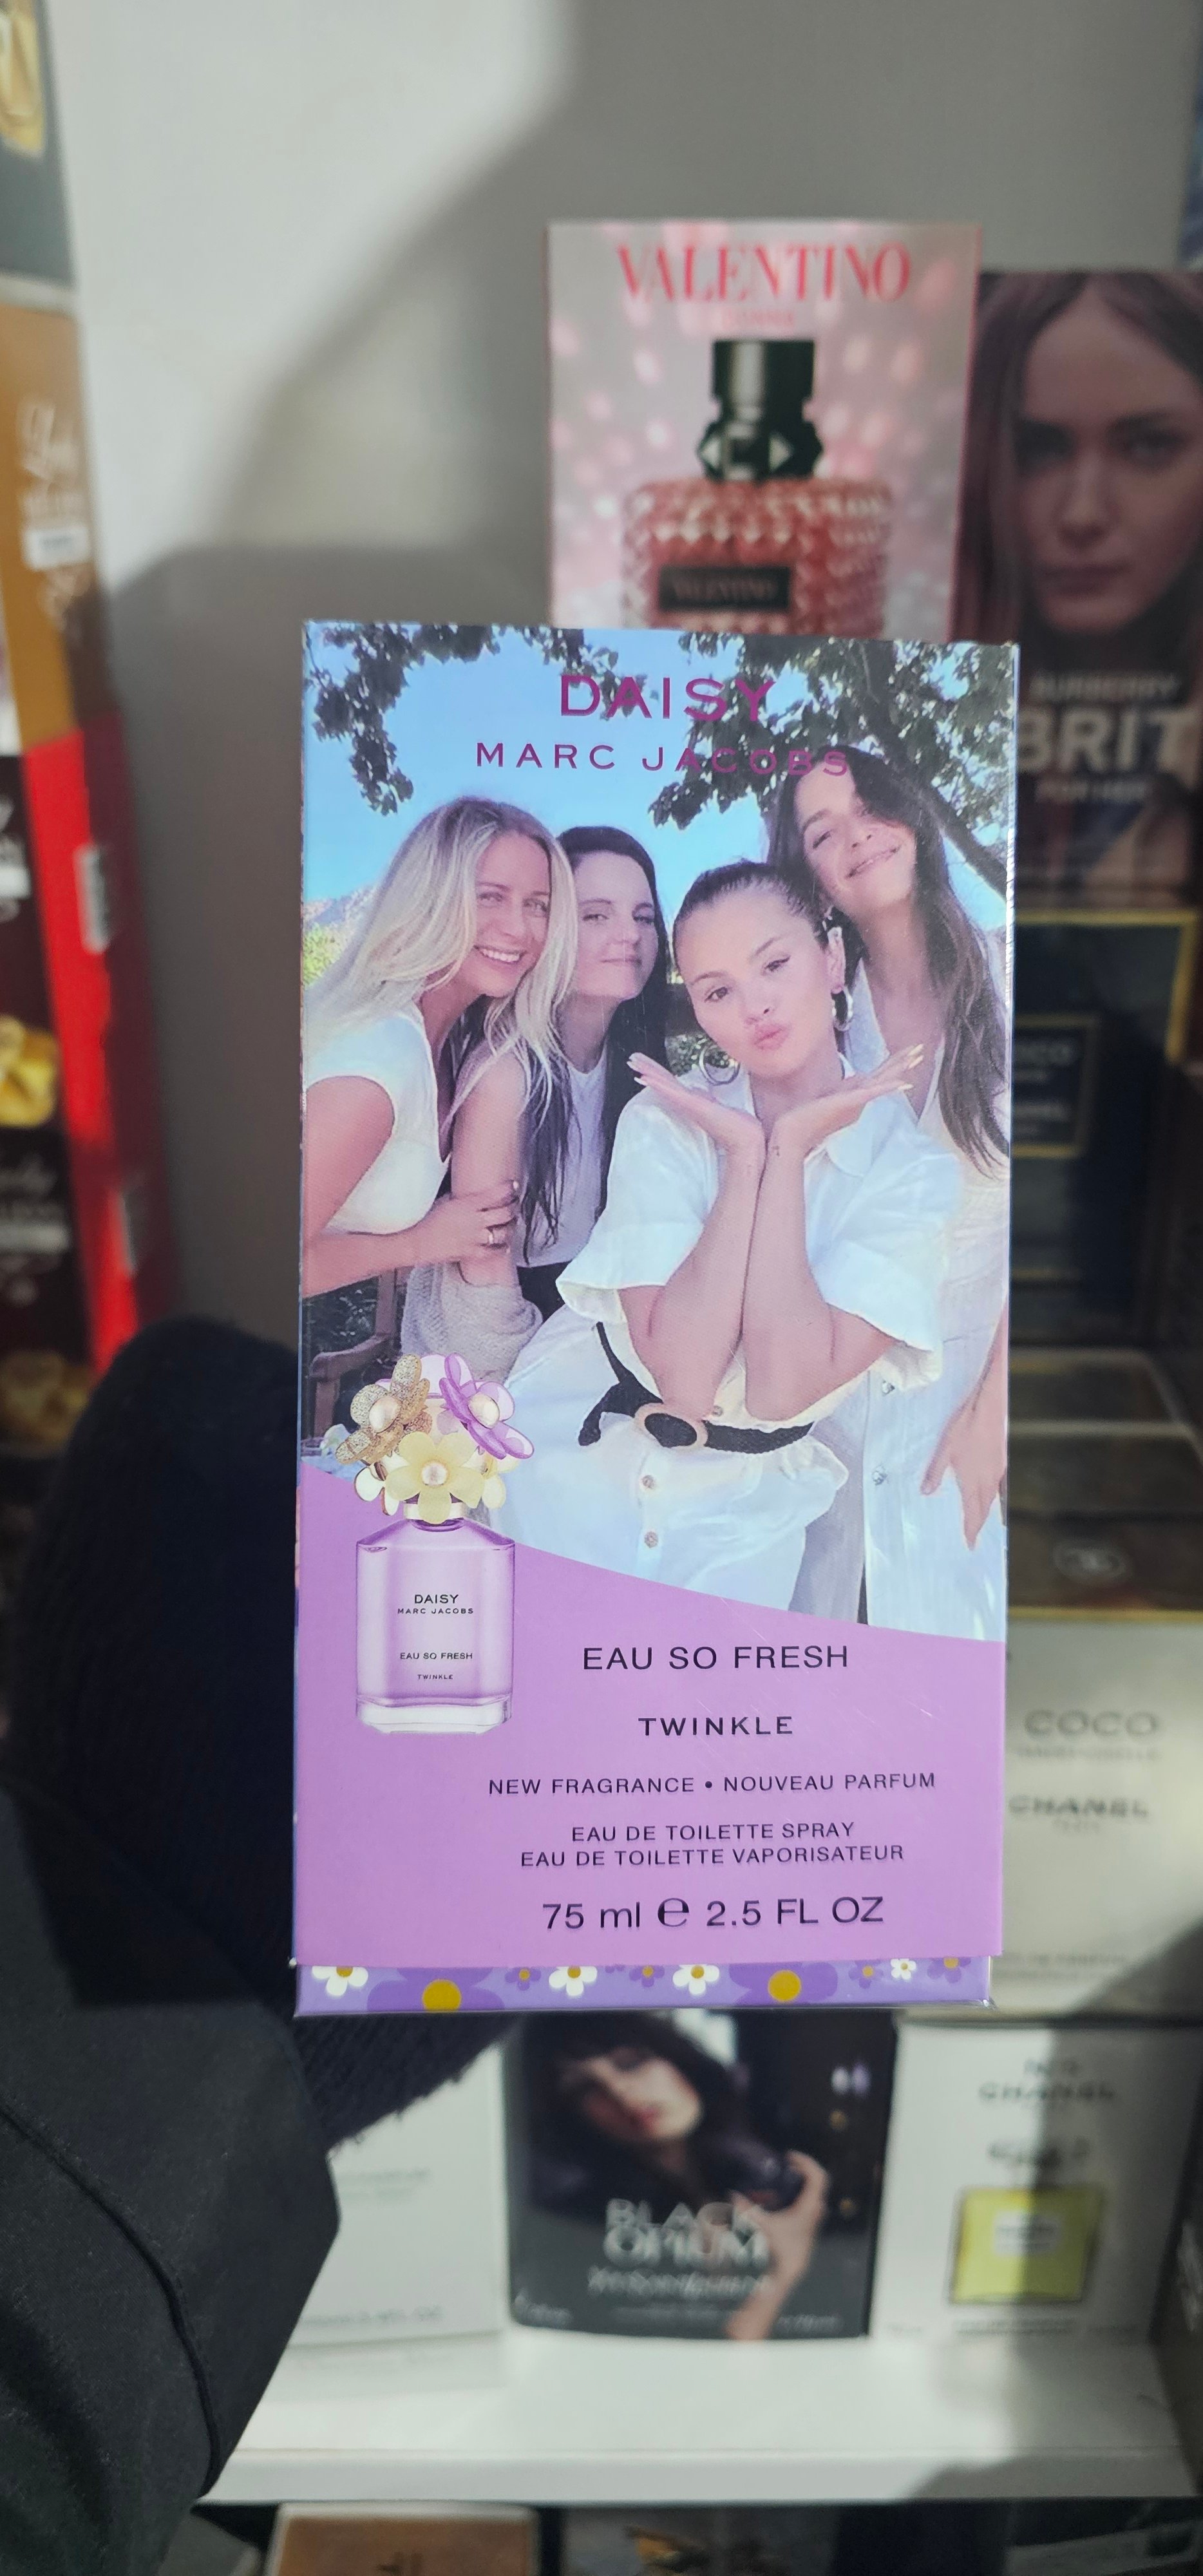 VALENTINO
VALENTINO
BURBERRY
BRIT
FOR HER
DAISY
MARC JACOBS
DAISY
MARC JACOBS
EAU SO FRESH
TWINKLE
EAU SO FRESH
TWINKLE
NEW FRAGRANCE • NOUVEAU PARFUM
EAU DE TOILETTE SPRAY
EAU DE TOILETTE VAPORISATEUR
75 ml ℮ 2.5 FL OZ
COCO
CHANEL
BLACK
OPIUM
CHANEL